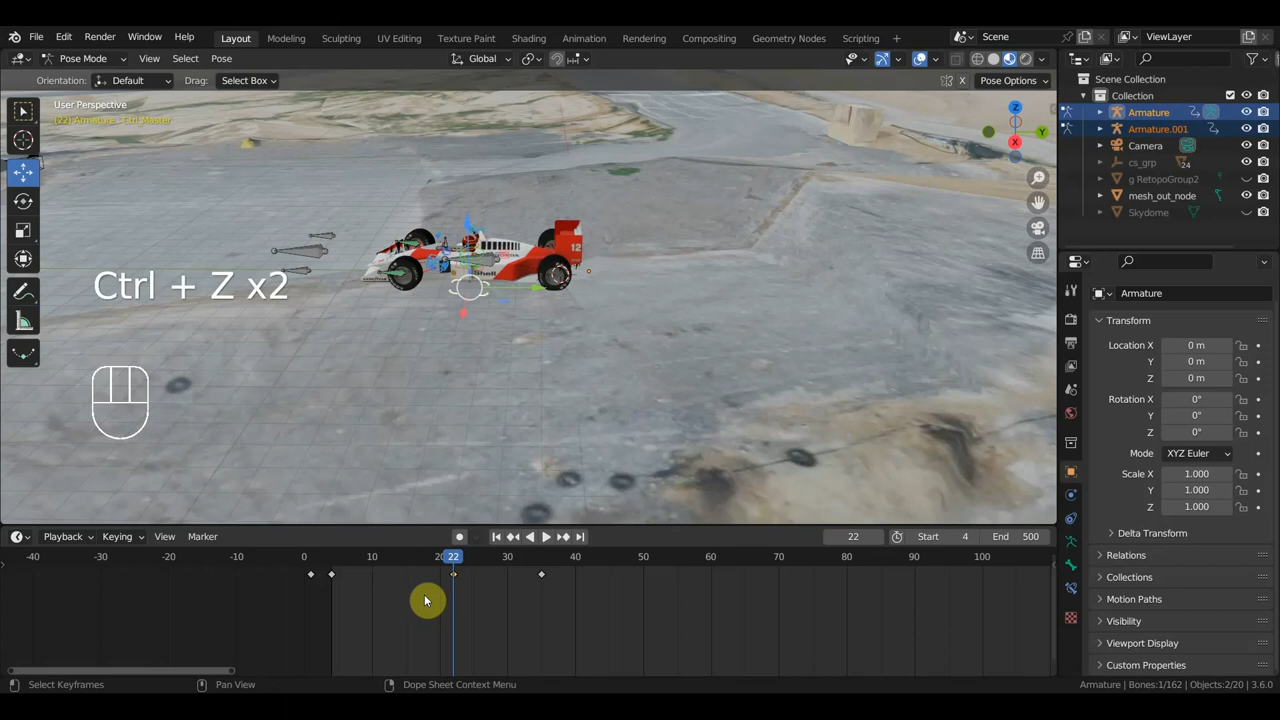 File Edit Render Window Help Layout Modeling Sculpting UV Editing Texture Paint Shading Animation Rendering Compositing Geometry Nodes Scripting + Scene ViewLayer
Pose Mode View Select Pose Global
Orientation: Default Drag: Select Box X Pose Options
User Perspective
(22) Armature : Ctrl Master
Z
Y
X
Scene Collection
Collection
Armature
Armature.001
Camera
cs_grp 24
g RetopoGroup2
mesh_out_node
Skydome
12
Shell
Ctrl + Z x2
Armature
Transform
Location X 0 m
Y 0 m
Z 0 m
Rotation X 0°
Y 0°
Z 0°
Mode XYZ Euler
Scale X 1.000
Y 1.000
Z 1.000
Delta Transform
Relations
Collections
Motion Paths
Visibility
Viewport Display
Custom Properties
Playback Keying View Marker 22 Start 4 End 500
-40 -30 -20 -10 0 10 22 30 40 50 60 70 80 90 100
Select Keyframes Pan View Dope Sheet Context Menu Armature | Bones:1/162 | Objects:2/20 | 3.6.0